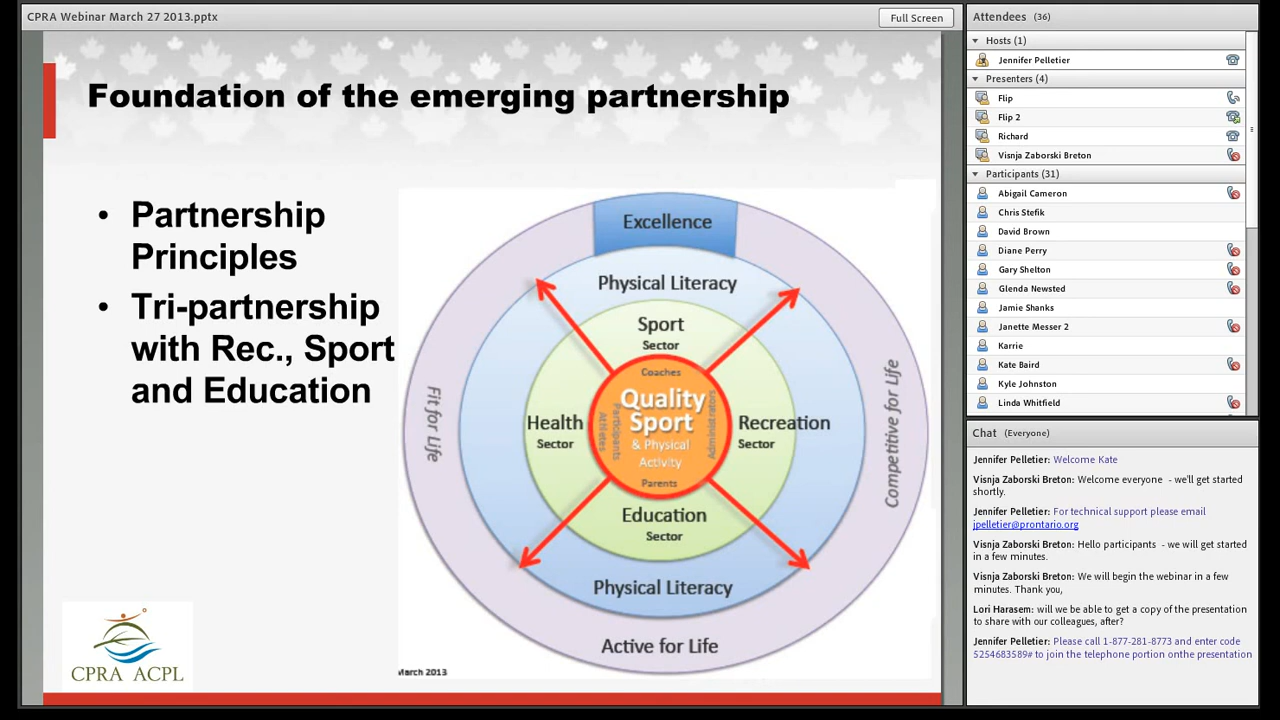 CPRA Webinar March 27 2013.pptx
Full Screen
Foundation of the emerging partnership
• Partnership
Principles
• Tri-partnership
with Rec., Sport
and Education
Excellence
Physical Literacy
Sport
Sector
Coaches
Fit for Life
Health
Sector
Athletes
Participants
Quality
Sport
& Physical
Activity
Administrators
Recreation
Sector
Competitive for Life
Parents
Education
Sector
Physical Literacy
Active for Life
March 2013
CPRA ACPL
Attendees (36)
Hosts (1)
Jennifer Pelletier
Presenters (4)
Flip
Flip 2
Richard
Visnja Zaborski Breton
Participants (31)
Abigail Cameron
Chris Stefik
David Brown
Diane Perry
Gary Shelton
Glenda Newsted
Jamie Shanks
Janette Messer 2
Karrie
Kate Baird
Kyle Johnston
Linda Whitfield
Chat (Everyone)
Jennifer Pelletier: Welcome Kate
Visnja Zaborski Breton: Welcome everyone - we'll get started
shortly.
Jennifer Pelletier: For technical support please email
jpelletier@prontario.org
Visnja Zaborski Breton: Hello participants - we will get started
in a few minutes.
Visnja Zaborski Breton: We will begin the webinar in a few
minutes. Thank you,
Lori Harasem: will we be able to get a copy of the presentation
to share with our colleagues, after?
Jennifer Pelletier: Please call 1-877-281-8773 and enter code
5254683589# to join the telephone portion onthe presentation